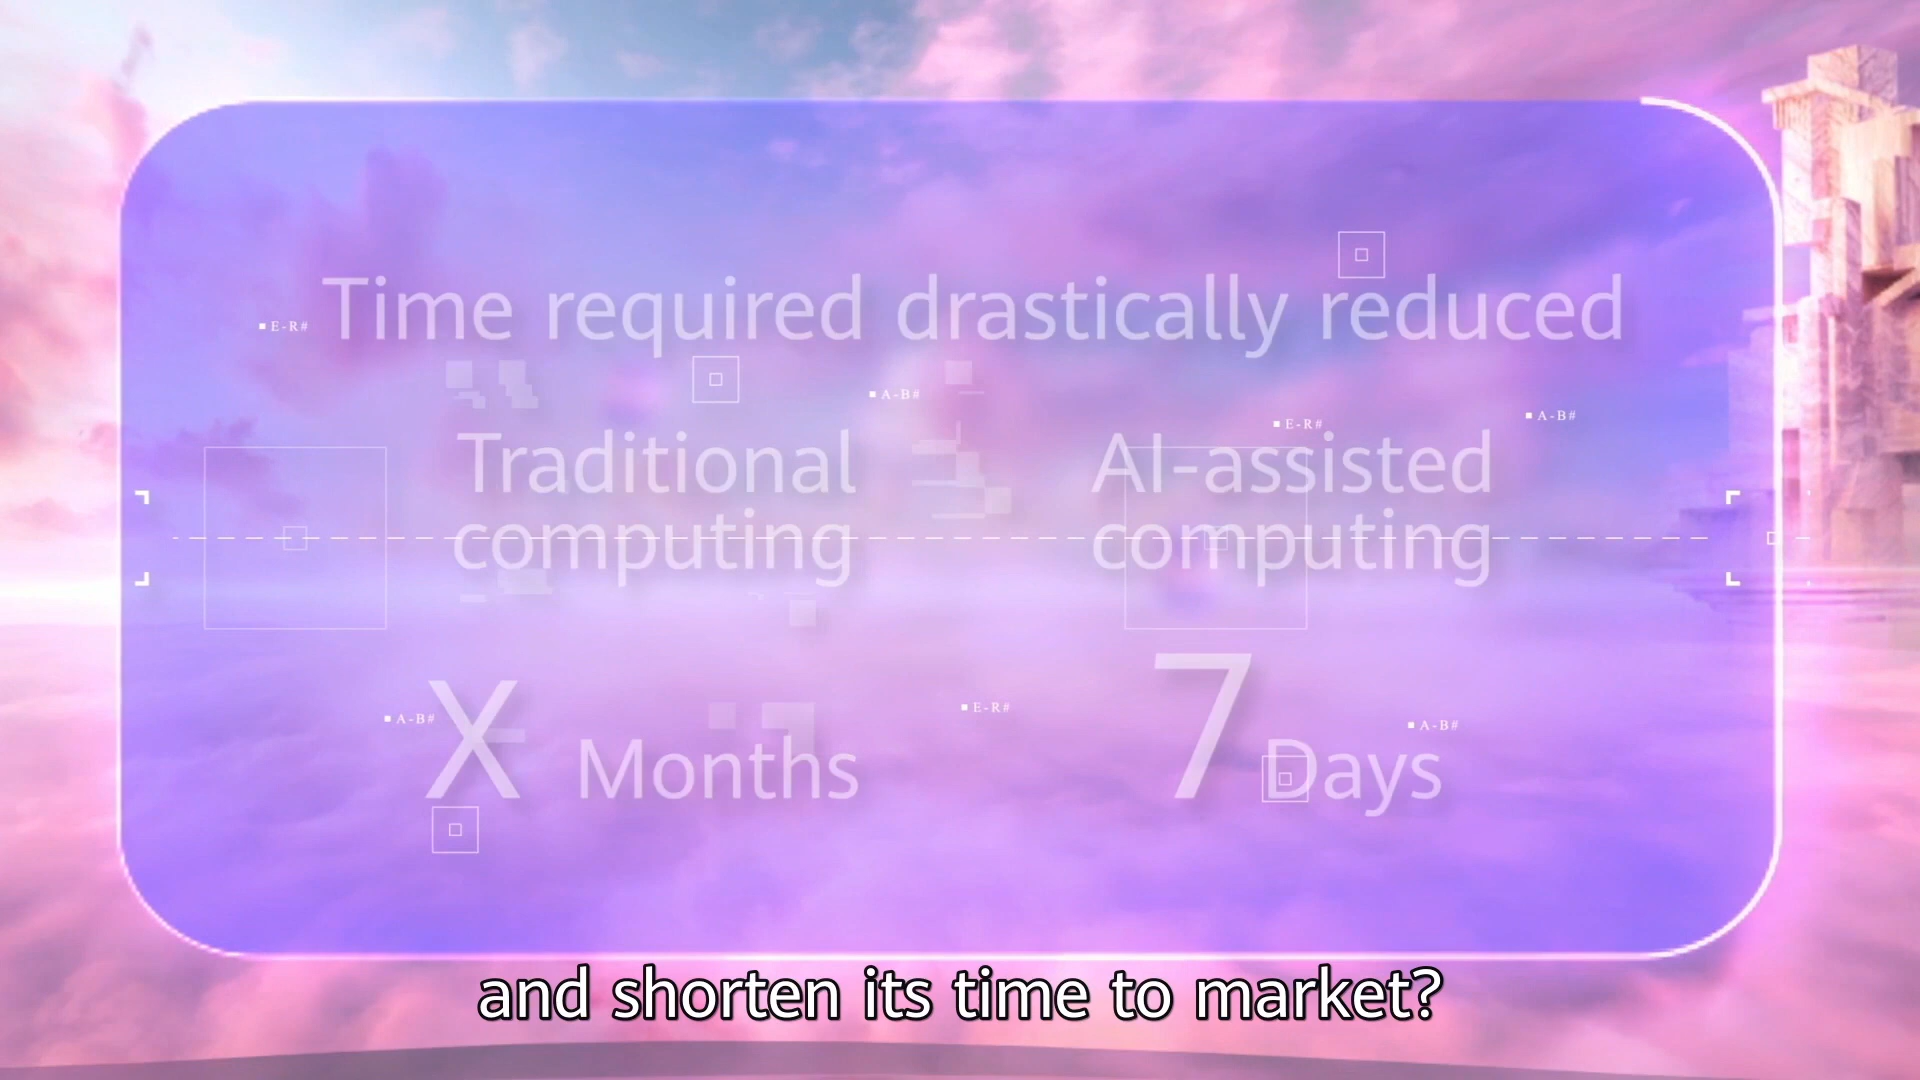 Time required drastically reduced
E-R#
A-B#
A-B#
E-R#
Traditional
computing
AI-assisted
computing
X Months
7 Days
A-B#
E-R#
A-B#
and shorten its time to market?